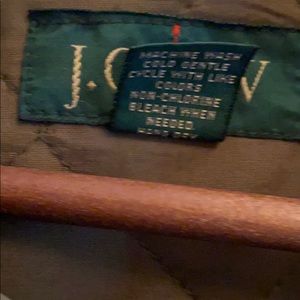 J.C
MACHINE WASH
COLD GENTLE
CYCLE WITH LIKE
COLORS
NON-CHLORINE
BLEACH WHEN
NEEDED